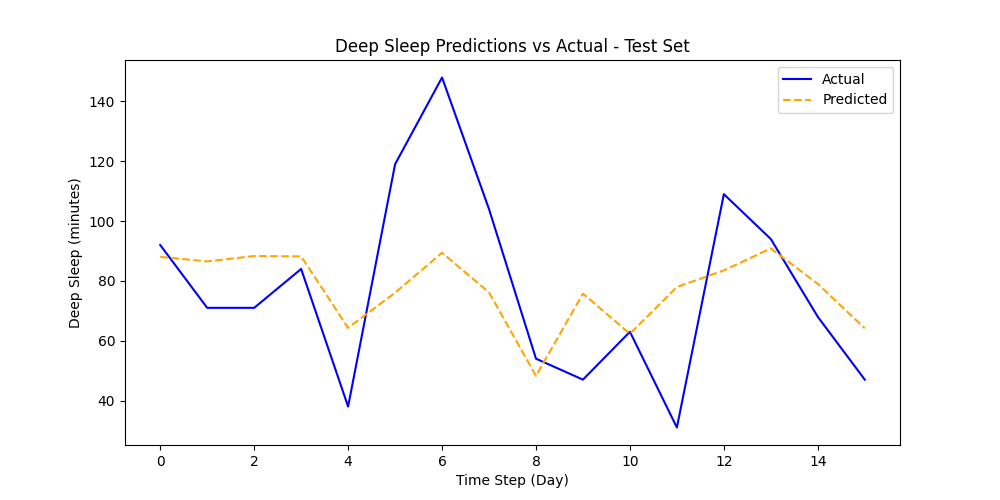 Deep Sleep Predictions vs Actual - Test Set
Actual
Predicted
140
120
100
80
60
40
Deep Sleep (minutes)
0 2 4 6 8 10 12 14
Time Step (Day)